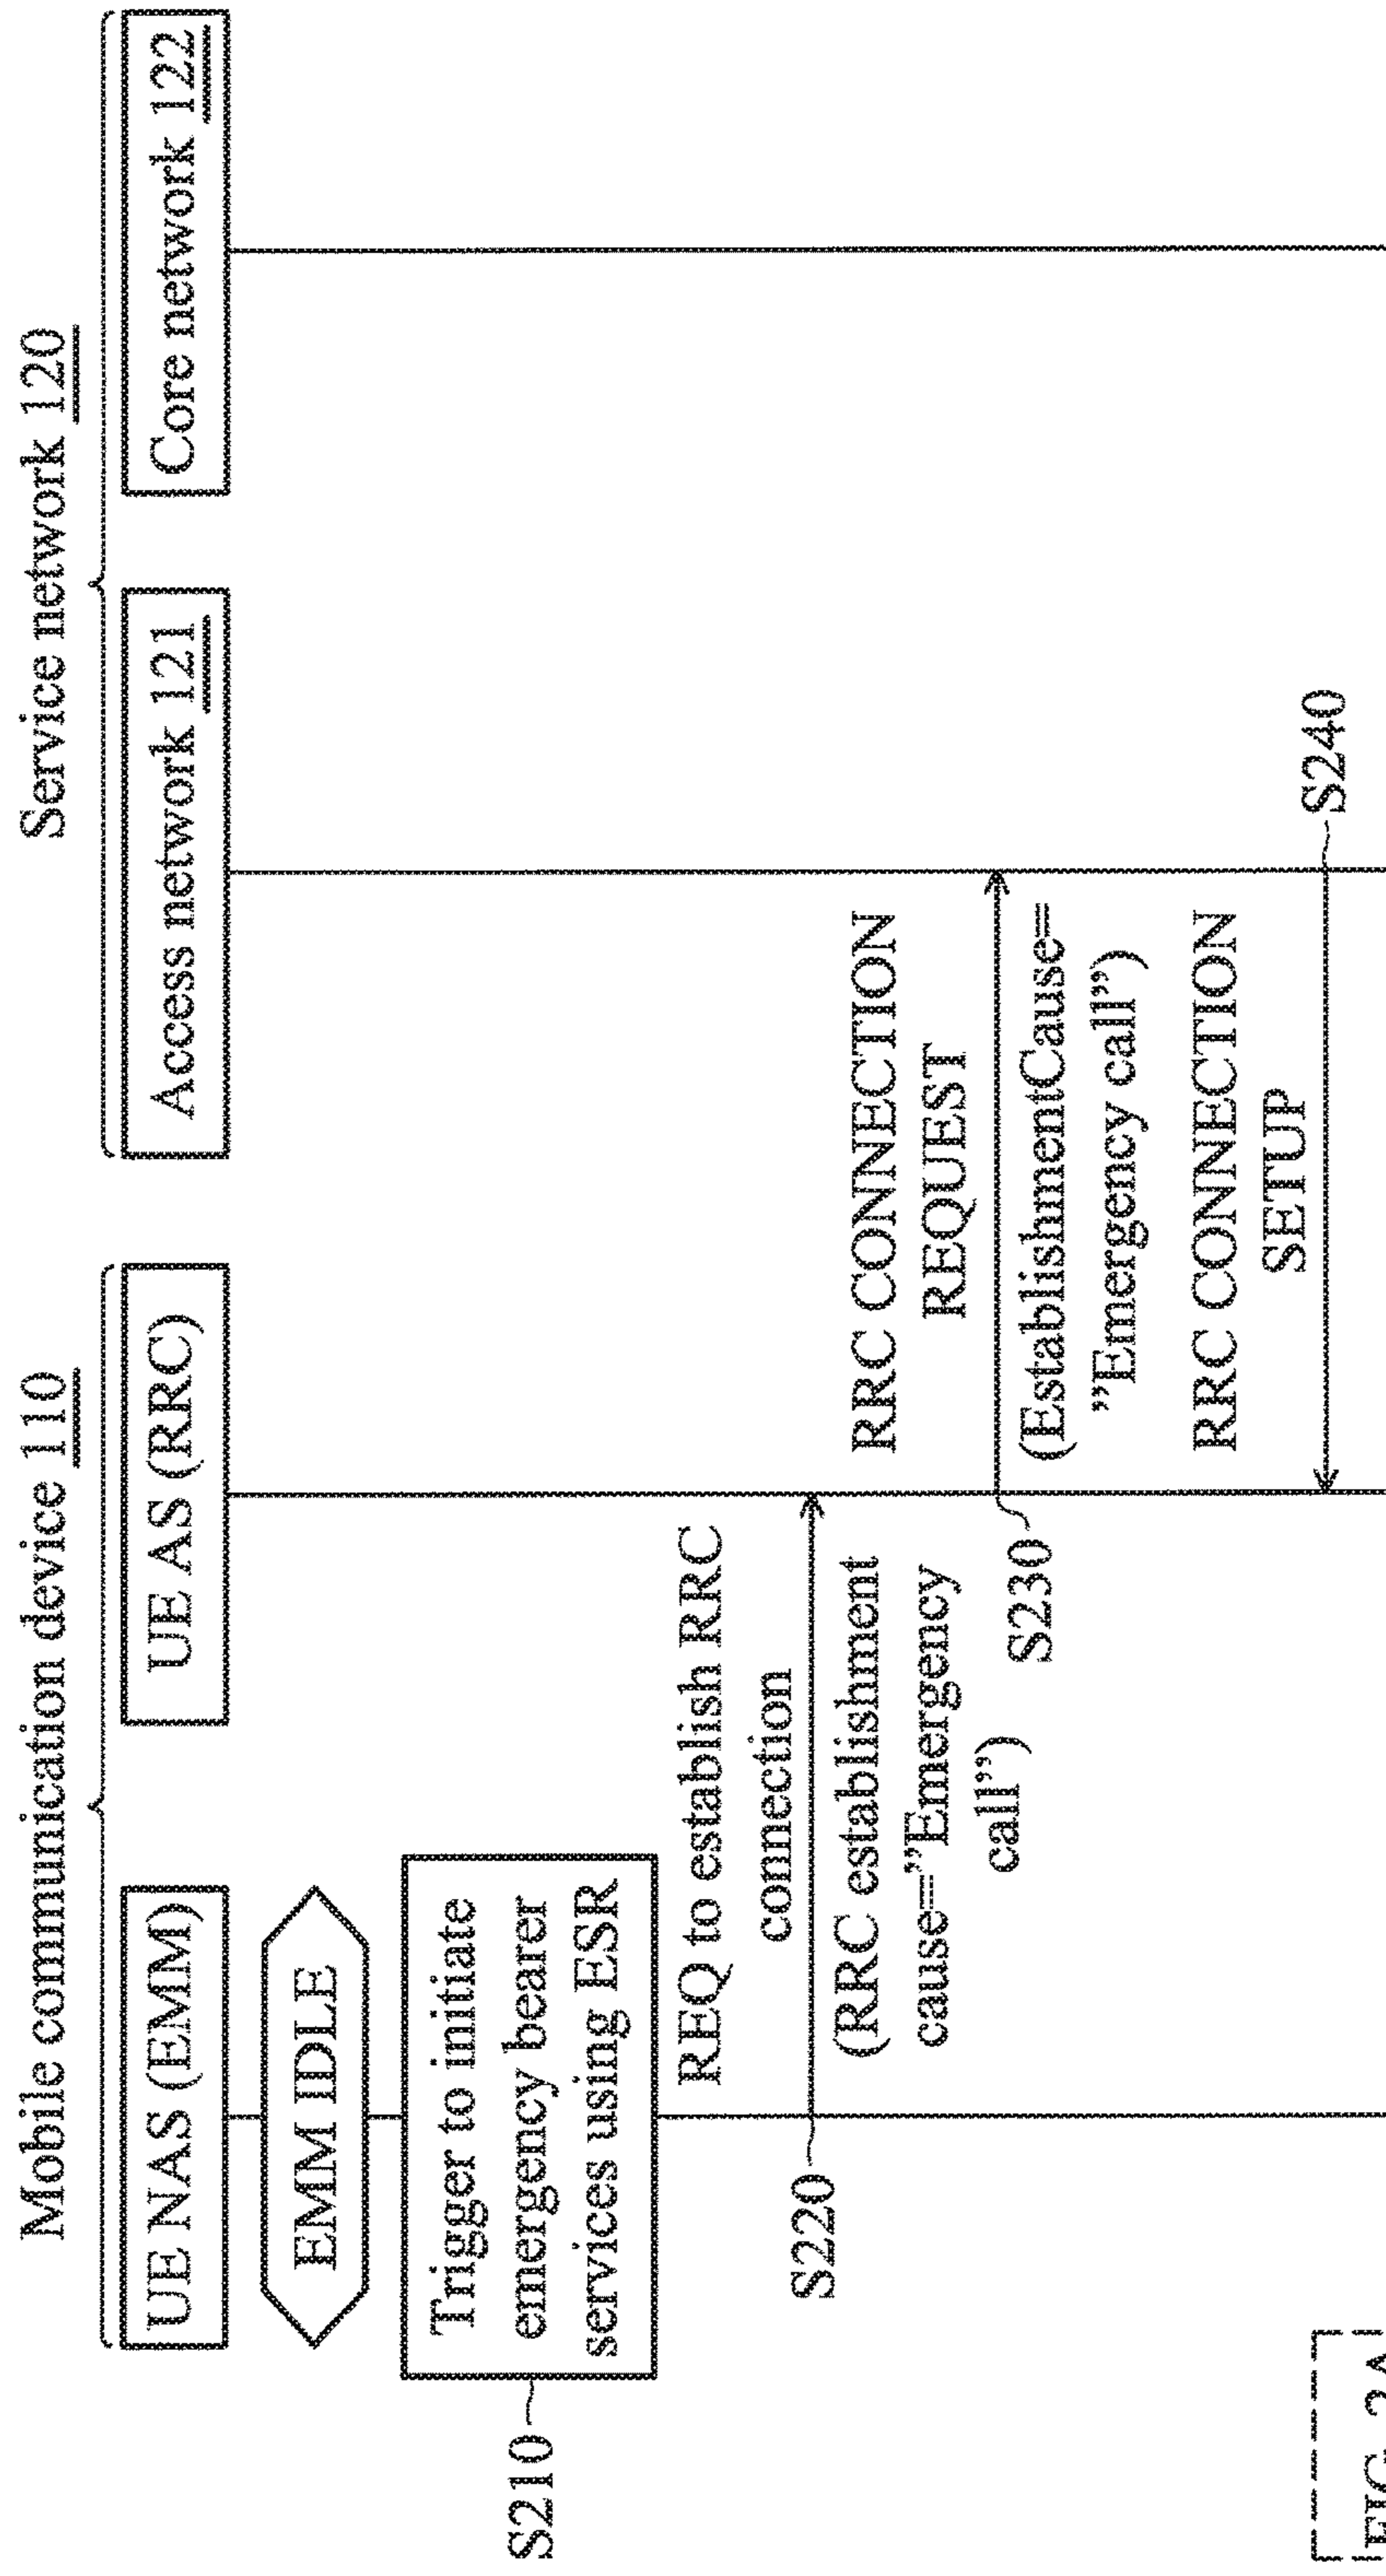 Mobile communication device 110
Service network 120
UE NAS (EMM)
UE AS (RRC)
Access network 121
Core network 122
EMM IDLE
S210
Trigger to initiate
emergency bearer
services using ESR
REQ to establish RRC
connection
S220
(RRC establishment
cause=”Emergency
call”)
RRC CONNECTION
REQUEST
S230
(EstablishmentCause=
”Emergency call”)
RRC CONNECTION
SETUP
S240
FIG. 2A